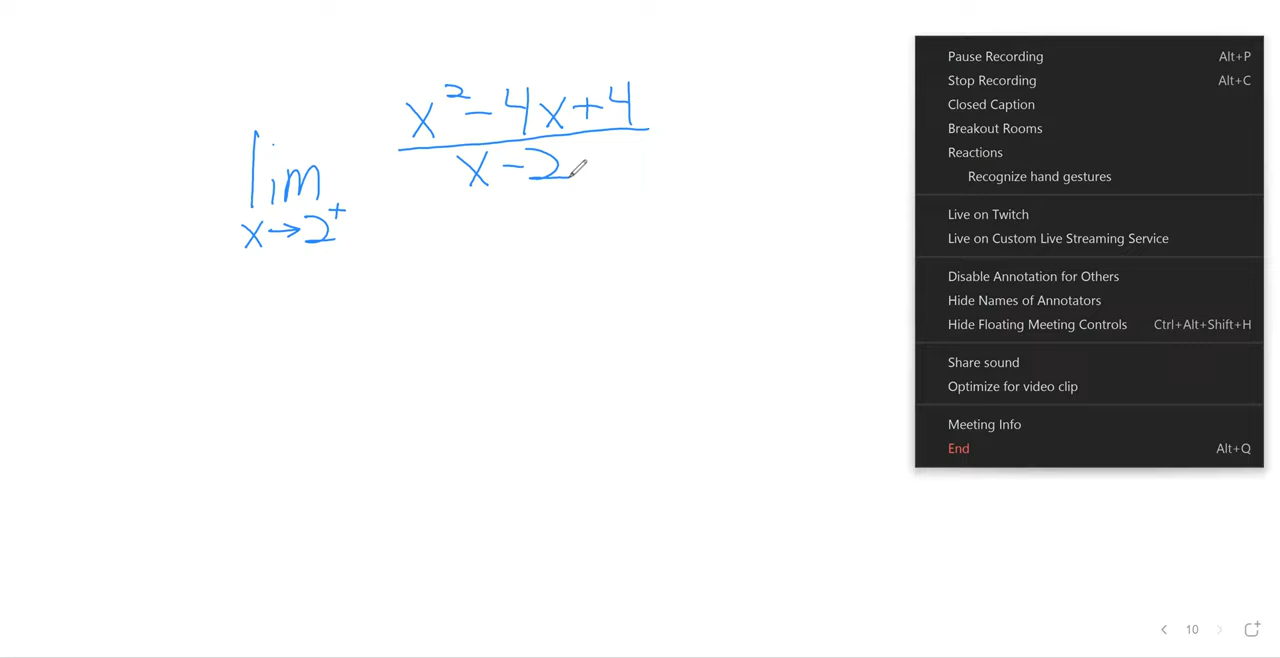 lim x→2⁺ (x² - 4x + 4)/(x - 2)
Pause Recording Alt+P
Stop Recording Alt+C
Closed Caption
Breakout Rooms
Reactions
Recognize hand gestures
Live on Twitch
Live on Custom Live Streaming Service
Disable Annotation for Others
Hide Names of Annotators
Hide Floating Meeting Controls Ctrl+Alt+Shift+H
Share sound
Optimize for video clip
Meeting Info
End Alt+Q
10